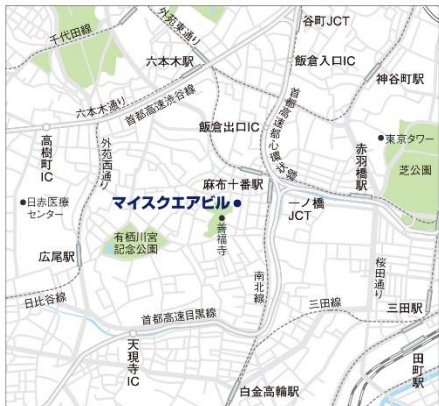 千代田線
外苑東通り
谷町JCT
六本木駅
飯倉入口IC
神谷町駅
六本木通り
首都高速渋谷線
首都高速都心環状線
飯倉出口IC
東京タワー
高樹町IC
外苑西通り
赤羽橋駅
芝公園
麻布十番駅
日赤医療
センター
マイスクエアビル
一ノ橋
JCT
善福寺
有栖川宮
記念公園
広尾駅
南北線
桜田通り
日比谷線
三田線
三田駅
首都高速目黒線
天現寺IC
田町駅
白金高輪駅